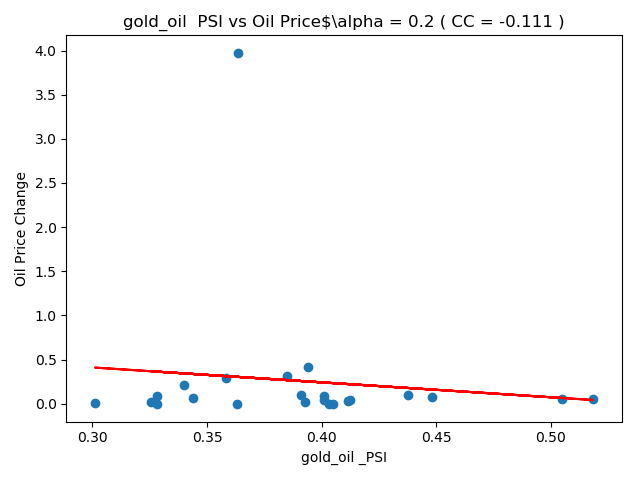 gold_oil  PSI vs Oil Price$\alpha = 0.2 ( CC = -0.111 )
Oil Price Change
4.0
3.5
3.0
2.5
2.0
1.5
1.0
0.5
0.0
0.30 0.35 0.40 0.45 0.50
gold_oil _PSI